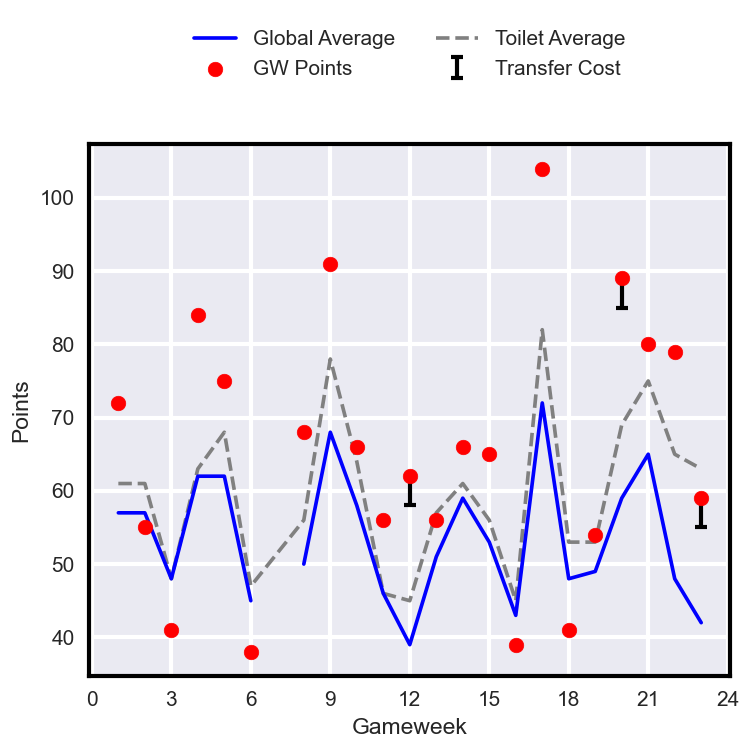 Global Average
Toilet Average
GW Points
Transfer Cost
100
90
80
70
60
50
40
Points
0 3 6 9 12 15 18 21 24
Gameweek